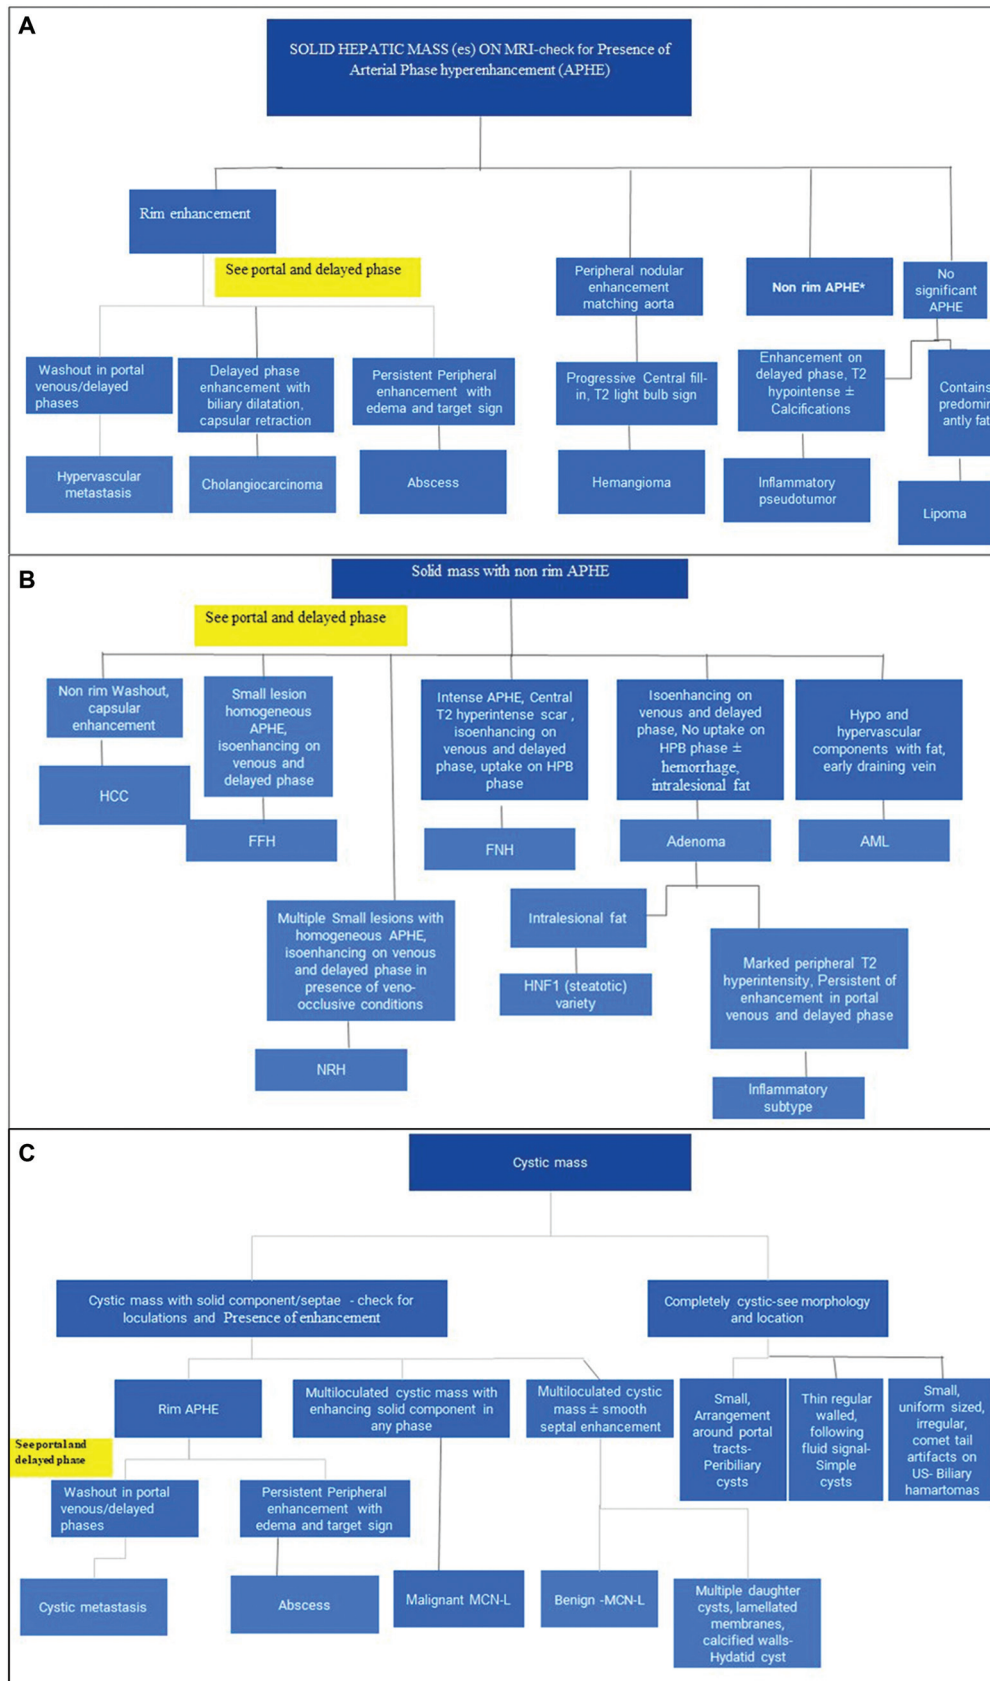 A
SOLID HEPATIC MASS (es) ON MRI-check for Presence of
Arterial Phase hyperenhancement (APHE)
Rim enhancement
See portal and delayed phase
Peripheral nodular
enhancement
matching aorta
Non rim APHE*
No
significant
APHE
Washout in portal
venous/delayed
phases
Delayed phase
enhancement with
biliary dilatation,
capsular retraction
Persistent Peripheral
enhancement with
edema and target sign
Progressive Central fill-
in, T2 light bulb sign
Enhancement on
delayed phase, T2
hypointense ±
Calcifications
Contains
predomin
antly fat
Hypervascular
metastasis
Cholangiocarcinoma
Abscess
Hemangioma
Inflammatory
pseudotumor
Lipoma
B
Solid mass with non rim APHE
See portal and delayed phase
Non rim Washout,
capsular
enhancement
Small lesion
homogeneous
APHE,
isoenhancing on
venous and
delayed phase
Intense APHE, Central
T2 hyperintense scar ,
isoenhancing on
venous and delayed
phase, uptake on HPB
phase
Isoenhancing on
venous and delayed
phase, No uptake on
HPB phase ±
hemorrhage,
intralesional fat
Hypo and
hypervascular
components with fat,
early draining vein
HCC
FFH
FNH
Adenoma
AML
Multiple Small lesions with
homogeneous APHE,
isoenhancing on venous
and delayed phase in
presence of veno-
occlusive conditions
Intralesional fat
Marked peripheral T2
hyperintensity, Persistent of
enhancement in portal
venous and delayed phase
HNF1 (steatotic)
variety
NRH
Inflammatory
subtype
C
Cystic mass
Cystic mass with solid component/septae - check for
loculations and Presence of enhancement
Completely cystic-see morphology
and location
Rim APHE
Multiloculated cystic mass with
enhancing solid component in
any phase
Multiloculated cystic
mass ± smooth
septal enhancement
Small,
Arrangement
around portal
tracts-
Peribiliary
cysts
Thin regular
walled,
following
fluid signal-
Simple
cysts
Small,
uniform sized,
irregular,
comet tail
artifacts on
US- Biliary
hamartomas
See portal and
delayed phase
Washout in portal
venous/delayed
phases
Persistent Peripheral
enhancement with
edema and target sign
Cystic metastasis
Abscess
Malignant MCN-L
Benign -MCN-L
Multiple daughter
cysts, lamellated
membranes,
calcified walls-
Hydatid cyst